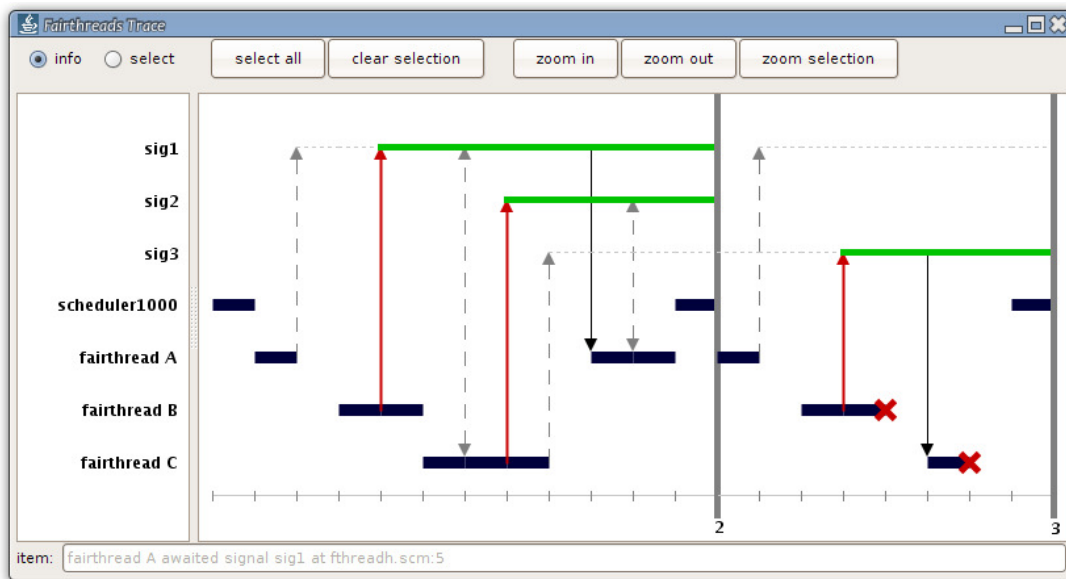 Fairthreads Trace
info select select all clear selection zoom in zoom out zoom selection
sig1
sig2
sig3
scheduler1000
fairthread A
fairthread B
fairthread C
2 3
item: fairthread A awaited signal sig1 at fthreadh.scm:5